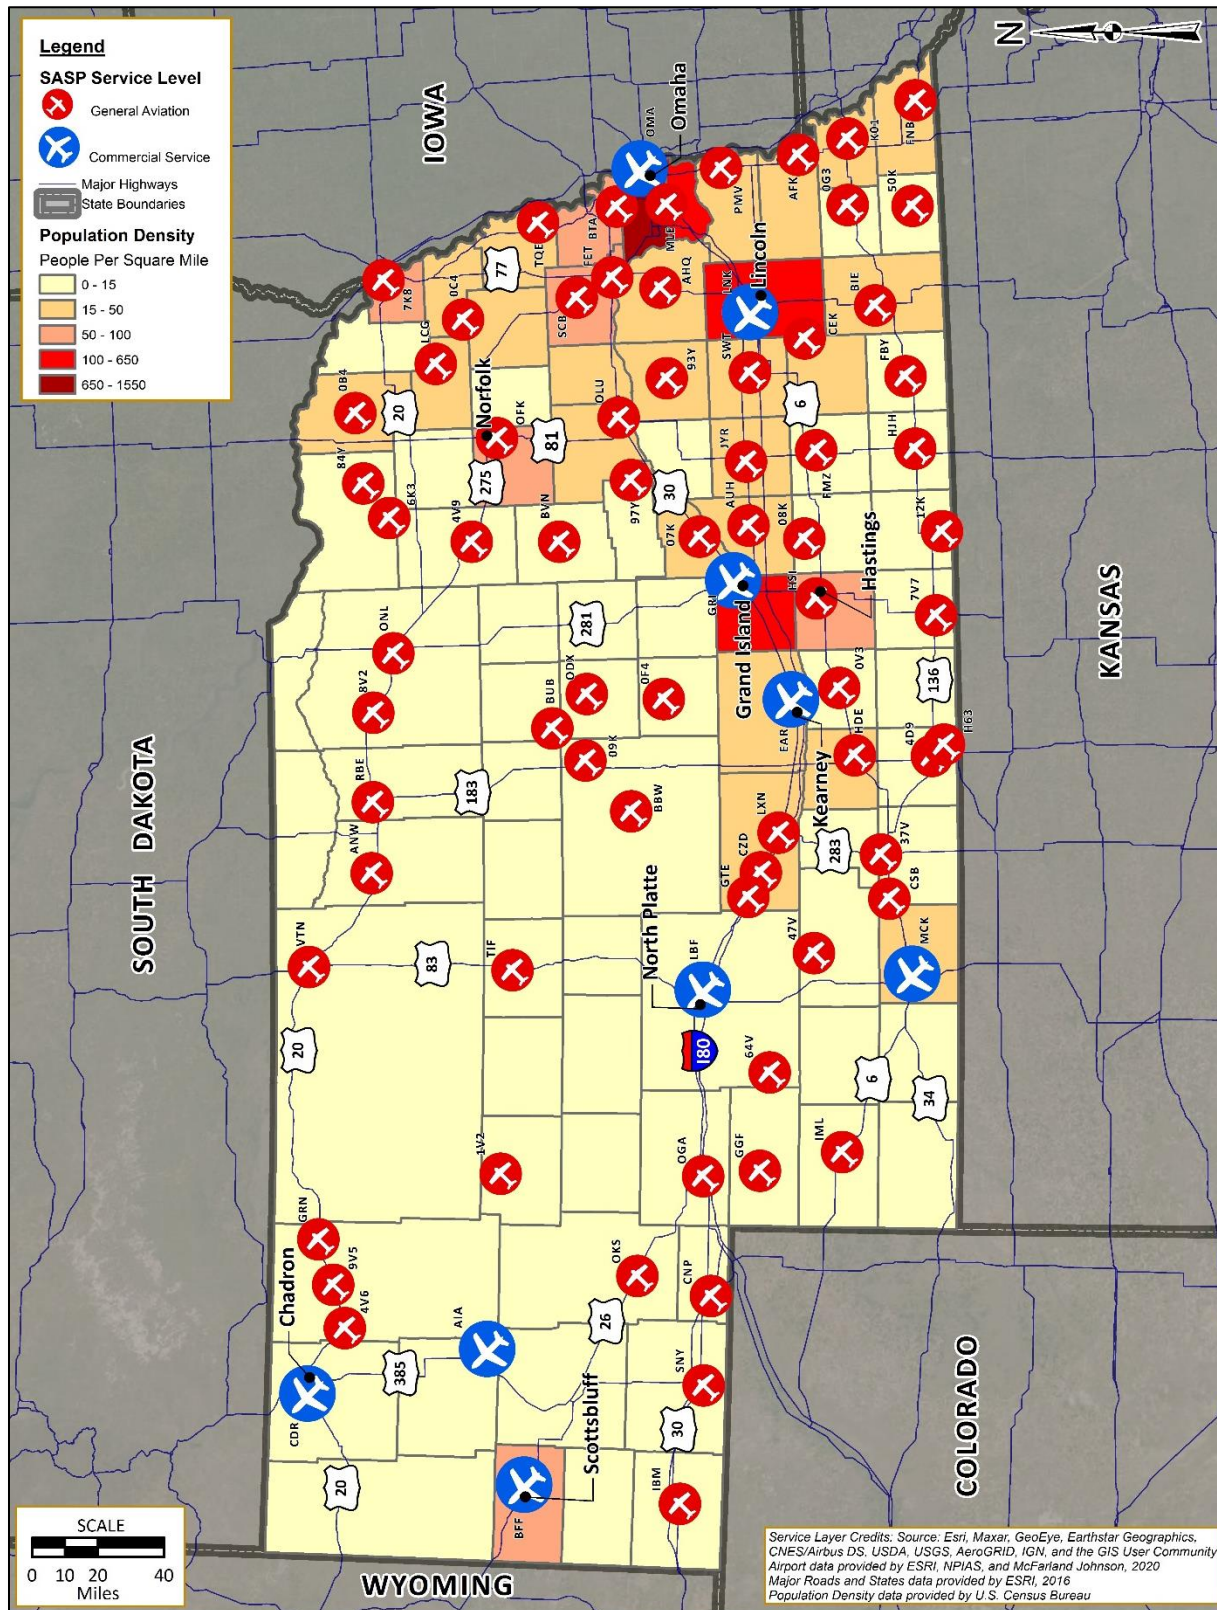 Legend
SASP Service Level
General Aviation
Commercial Service
Major Highways
State Boundaries
Population Density
People Per Square Mile
0 - 15
15 - 50
50 - 100
100 - 650
650 - 1550
N
IOWA
SOUTH DAKOTA
KANSAS
COLORADO
WYOMING
Omaha
OMA
Lincoln
LNK
Norfolk
OFK
Grand Island
GRI
Hastings
HSI
Kearney
EAR
North Platte
LBF
Chadron
CDR
Scottsbluff
BFF
AIA
MCK
7K8
0C4
LCG
TQE
FET
BTA
SCB
MLE
AHQ
PMV
AFK
K01
FNB
0G3
50K
BIE
CEK
FBY
SWT
93Y
OLU
0B4
84Y
6K3
4V9
BVN
97Y
07K
AUH
JYR
08K
FMZ
HJH
12K
7V7
0V3
HDE
4D9
H63
ONL
8V2
RBE
ANW
VTN
TIF
BUB
ODX
09K
0F4
BBW
LXN
CZD
GTE
37V
CSB
47V
64V
IML
GGF
OGA
1V2
GRN
9V5
4V6
OKS
CNP
SNY
IBM
77
20
275
81
30
6
281
183
136
283
83
20
I80
6
34
385
26
30
20
SCALE
0 10 20 40
Miles
Service Layer Credits: Source: Esri, Maxar, GeoEye, Earthstar Geographics,
CNES/Airbus DS, USDA, USGS, AeroGRID, IGN, and the GIS User Community
Airport data provided by ESRI, NPIAS, and McFarland Johnson, 2020
Major Roads and States data provided by ESRI, 2016
Population Density data provided by U.S. Census Bureau